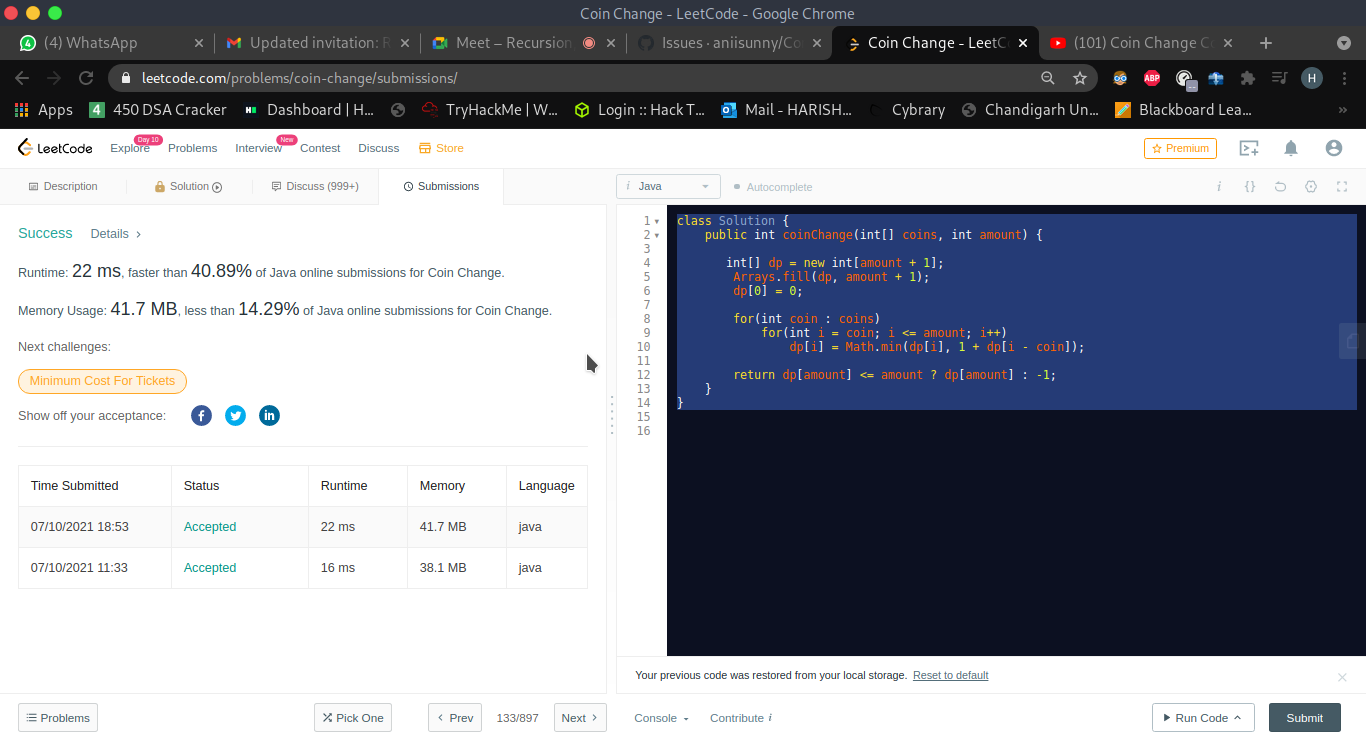 Coin Change - LeetCode - Google Chrome
(4) WhatsApp
Updated invitation: R
Meet – Recursion
Issues · aniisunny/Co
Coin Change - LeetC
(101) Coin Change C
leetcode.com/problems/coin-change/submissions/
ABP
H
Apps
4 450 DSA Cracker
Dashboard | H...
TryHackMe | W...
Login :: Hack T...
Mail - HARISH...
Cybrary
Chandigarh Un...
Blackboard Lea...
»
LeetCode
Explore
Day 10
Problems
Interview
New
Contest
Discuss
Store
Premium
Description
Solution
Discuss (999+)
Submissions
i Java
Autocomplete
i {}
Success Details >
Runtime: 22 ms, faster than 40.89% of Java online submissions for Coin Change.
Memory Usage: 41.7 MB, less than 14.29% of Java online submissions for Coin Change.
Next challenges:
Minimum Cost For Tickets
Show off your acceptance:
Time Submitted Status Runtime Memory Language
07/10/2021 18:53 Accepted 22 ms 41.7 MB java
07/10/2021 11:33 Accepted 16 ms 38.1 MB java
1 class Solution {
2 public int coinChange(int[] coins, int amount) {
3
4 int[] dp = new int[amount + 1];
5 Arrays.fill(dp, amount + 1);
6 dp[0] = 0;
7
8 for(int coin : coins)
9 for(int i = coin; i <= amount; i++)
10 dp[i] = Math.min(dp[i], 1 + dp[i - coin]);
11
12 return dp[amount] <= amount ? dp[amount] : -1;
13 }
14 }
15
16
Your previous code was restored from your local storage. Reset to default
Problems
Pick One
Prev
133/897
Next
Console
Contribute i
Run Code
Submit